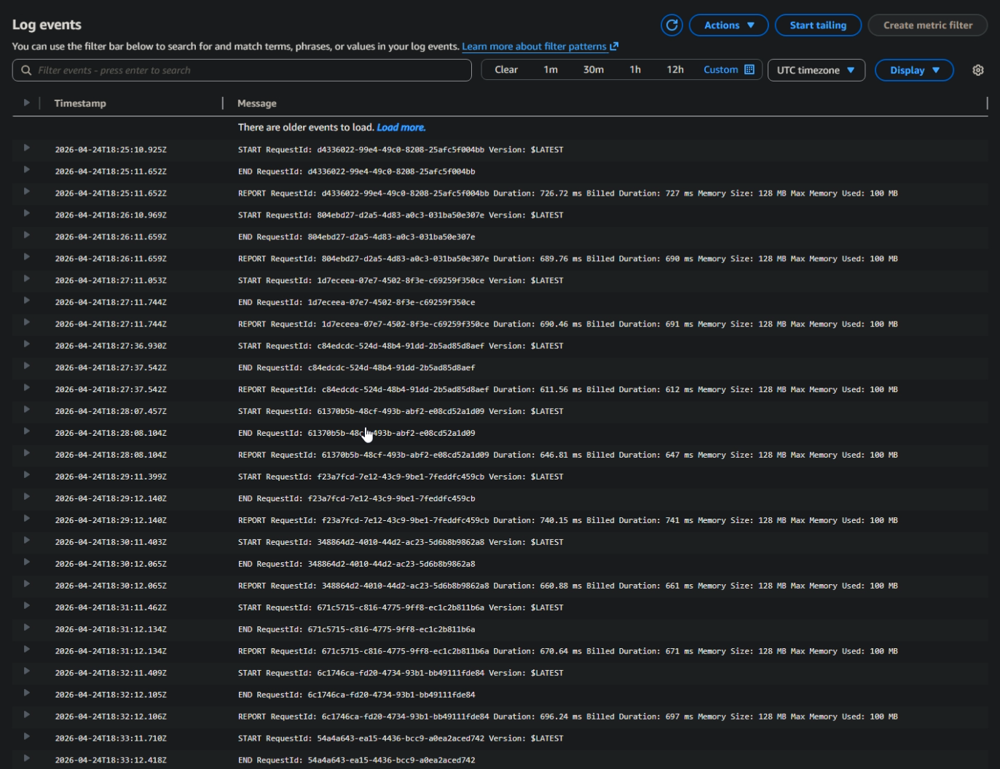 Log events
Actions
Start tailing
Create metric filter
You can use the filter bar below to search for and match terms, phrases, or values in your log events. Learn more about filter patterns
Filter events - press enter to search
Clear 1m 30m 1h 12h Custom UTC timezone Display
Timestamp Message
There are older events to load. Load more.
2026-04-24T18:25:10.925Z START RequestId: d4336022-99e4-49c0-8208-25afc5f004bb Version: $LATEST
2026-04-24T18:25:11.652Z END RequestId: d4336022-99e4-49c0-8208-25afc5f004bb
2026-04-24T18:25:11.652Z REPORT RequestId: d4336022-99e4-49c0-8208-25afc5f004bb Duration: 726.72 ms Billed Duration: 727 ms Memory Size: 128 MB Max Memory Used: 100 MB
2026-04-24T18:26:10.969Z START RequestId: 804ebd27-d2a5-4d83-a0c3-031ba50e307e Version: $LATEST
2026-04-24T18:26:11.659Z END RequestId: 804ebd27-d2a5-4d83-a0c3-031ba50e307e
2026-04-24T18:26:11.659Z REPORT RequestId: 804ebd27-d2a5-4d83-a0c3-031ba50e307e Duration: 689.76 ms Billed Duration: 690 ms Memory Size: 128 MB Max Memory Used: 100 MB
2026-04-24T18:27:11.053Z START RequestId: 1d7eceea-07e7-4502-8f3e-c69259f350ce Version: $LATEST
2026-04-24T18:27:11.744Z END RequestId: 1d7eceea-07e7-4502-8f3e-c69259f350ce
2026-04-24T18:27:11.744Z REPORT RequestId: 1d7eceea-07e7-4502-8f3e-c69259f350ce Duration: 690.46 ms Billed Duration: 691 ms Memory Size: 128 MB Max Memory Used: 100 MB
2026-04-24T18:27:36.930Z START RequestId: c84edcdc-524d-48b4-91dd-2b5ad85d8aef Version: $LATEST
2026-04-24T18:27:37.542Z END RequestId: c84edcdc-524d-48b4-91dd-2b5ad85d8aef
2026-04-24T18:27:37.542Z REPORT RequestId: c84edcdc-524d-48b4-91dd-2b5ad85d8aef Duration: 611.56 ms Billed Duration: 612 ms Memory Size: 128 MB Max Memory Used: 100 MB
2026-04-24T18:28:07.457Z START RequestId: 61370b5b-48cf-493b-abf2-e08cd52a1d09 Version: $LATEST
2026-04-24T18:28:08.104Z END RequestId: 61370b5b-48cf-493b-abf2-e08cd52a1d09
2026-04-24T18:28:08.104Z REPORT RequestId: 61370b5b-48cf-493b-abf2-e08cd52a1d09 Duration: 646.81 ms Billed Duration: 647 ms Memory Size: 128 MB Max Memory Used: 100 MB
2026-04-24T18:29:11.399Z START RequestId: f23a7fcd-7e12-43c9-9be1-7feddfc459cb Version: $LATEST
2026-04-24T18:29:12.140Z END RequestId: f23a7fcd-7e12-43c9-9be1-7feddfc459cb
2026-04-24T18:29:12.140Z REPORT RequestId: f23a7fcd-7e12-43c9-9be1-7feddfc459cb Duration: 740.15 ms Billed Duration: 741 ms Memory Size: 128 MB Max Memory Used: 100 MB
2026-04-24T18:30:11.403Z START RequestId: 348864d2-4010-44d2-ac23-5d6b8b9862a8 Version: $LATEST
2026-04-24T18:30:12.065Z END RequestId: 348864d2-4010-44d2-ac23-5d6b8b9862a8
2026-04-24T18:30:12.065Z REPORT RequestId: 348864d2-4010-44d2-ac23-5d6b8b9862a8 Duration: 660.88 ms Billed Duration: 661 ms Memory Size: 128 MB Max Memory Used: 100 MB
2026-04-24T18:31:11.462Z START RequestId: 671c5715-c816-4775-9ff8-ec1c2b811b6a Version: $LATEST
2026-04-24T18:31:12.134Z END RequestId: 671c5715-c816-4775-9ff8-ec1c2b811b6a
2026-04-24T18:31:12.134Z REPORT RequestId: 671c5715-c816-4775-9ff8-ec1c2b811b6a Duration: 670.64 ms Billed Duration: 671 ms Memory Size: 128 MB Max Memory Used: 100 MB
2026-04-24T18:32:11.409Z START RequestId: 6c1746ca-fd20-4734-93b1-bb49111fde84 Version: $LATEST
2026-04-24T18:32:12.105Z END RequestId: 6c1746ca-fd20-4734-93b1-bb49111fde84
2026-04-24T18:32:12.106Z REPORT RequestId: 6c1746ca-fd20-4734-93b1-bb49111fde84 Duration: 696.24 ms Billed Duration: 697 ms Memory Size: 128 MB Max Memory Used: 100 MB
2026-04-24T18:33:11.710Z START RequestId: 54a4a643-ea15-4436-bcc9-a0ea2aced742 Version: $LATEST
2026-04-24T18:33:12.418Z END RequestId: 54a4a643-ea15-4436-bcc9-a0ea2aced742